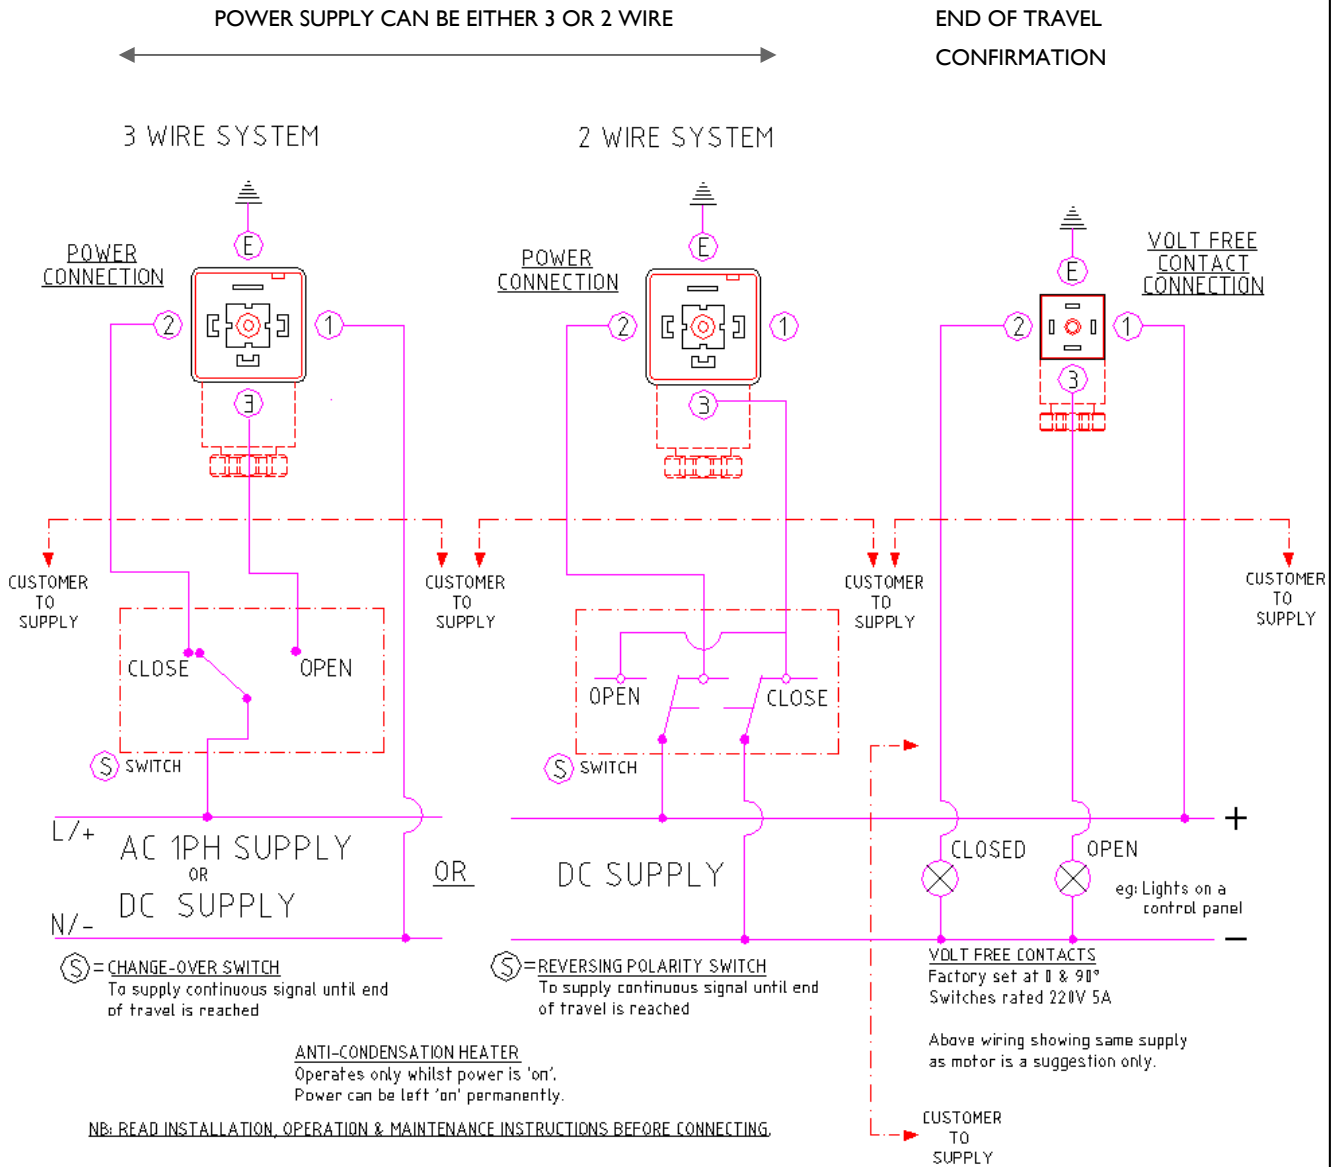 POWER SUPPLY CAN BE EITHER 3 OR 2 WIRE
END OF TRAVEL
CONFIRMATION
3 WIRE SYSTEM
2 WIRE SYSTEM
E
POWER
CONNECTION
2
1
3
E
POWER
CONNECTION
2
1
3
E
VOLT FREE
CONTACT
CONNECTION
2
1
3
CUSTOMER
TO
SUPPLY
CUSTOMER
TO
SUPPLY
CUSTOMER
TO
SUPPLY
CUSTOMER
TO
SUPPLY
CLOSE
OPEN
S SWITCH
OPEN
CLOSE
S SWITCH
L/+
AC 1PH SUPPLY
OR
DC SUPPLY
N/-
OR
DC SUPPLY
+
CLOSED
OPEN
eg: Lights on a
control panel
-
S = CHANGE-OVER SWITCH
To supply continuous signal until end
of travel is reached
S = REVERSING POLARITY SWITCH
To supply continuous signal until end
of travel is reached
VOLT FREE CONTACTS
Factory set at 0 & 90°
Switches rated 220V 5A
Above wiring showing same supply
as motor is a suggestion only.
ANTI-CONDENSATION HEATER
Operates only whilst power is 'on'.
Power can be left 'on' permanently.
NB: READ INSTALLATION, OPERATION & MAINTENANCE INSTRUCTIONS BEFORE CONNECTING.
CUSTOMER
TO
SUPPLY